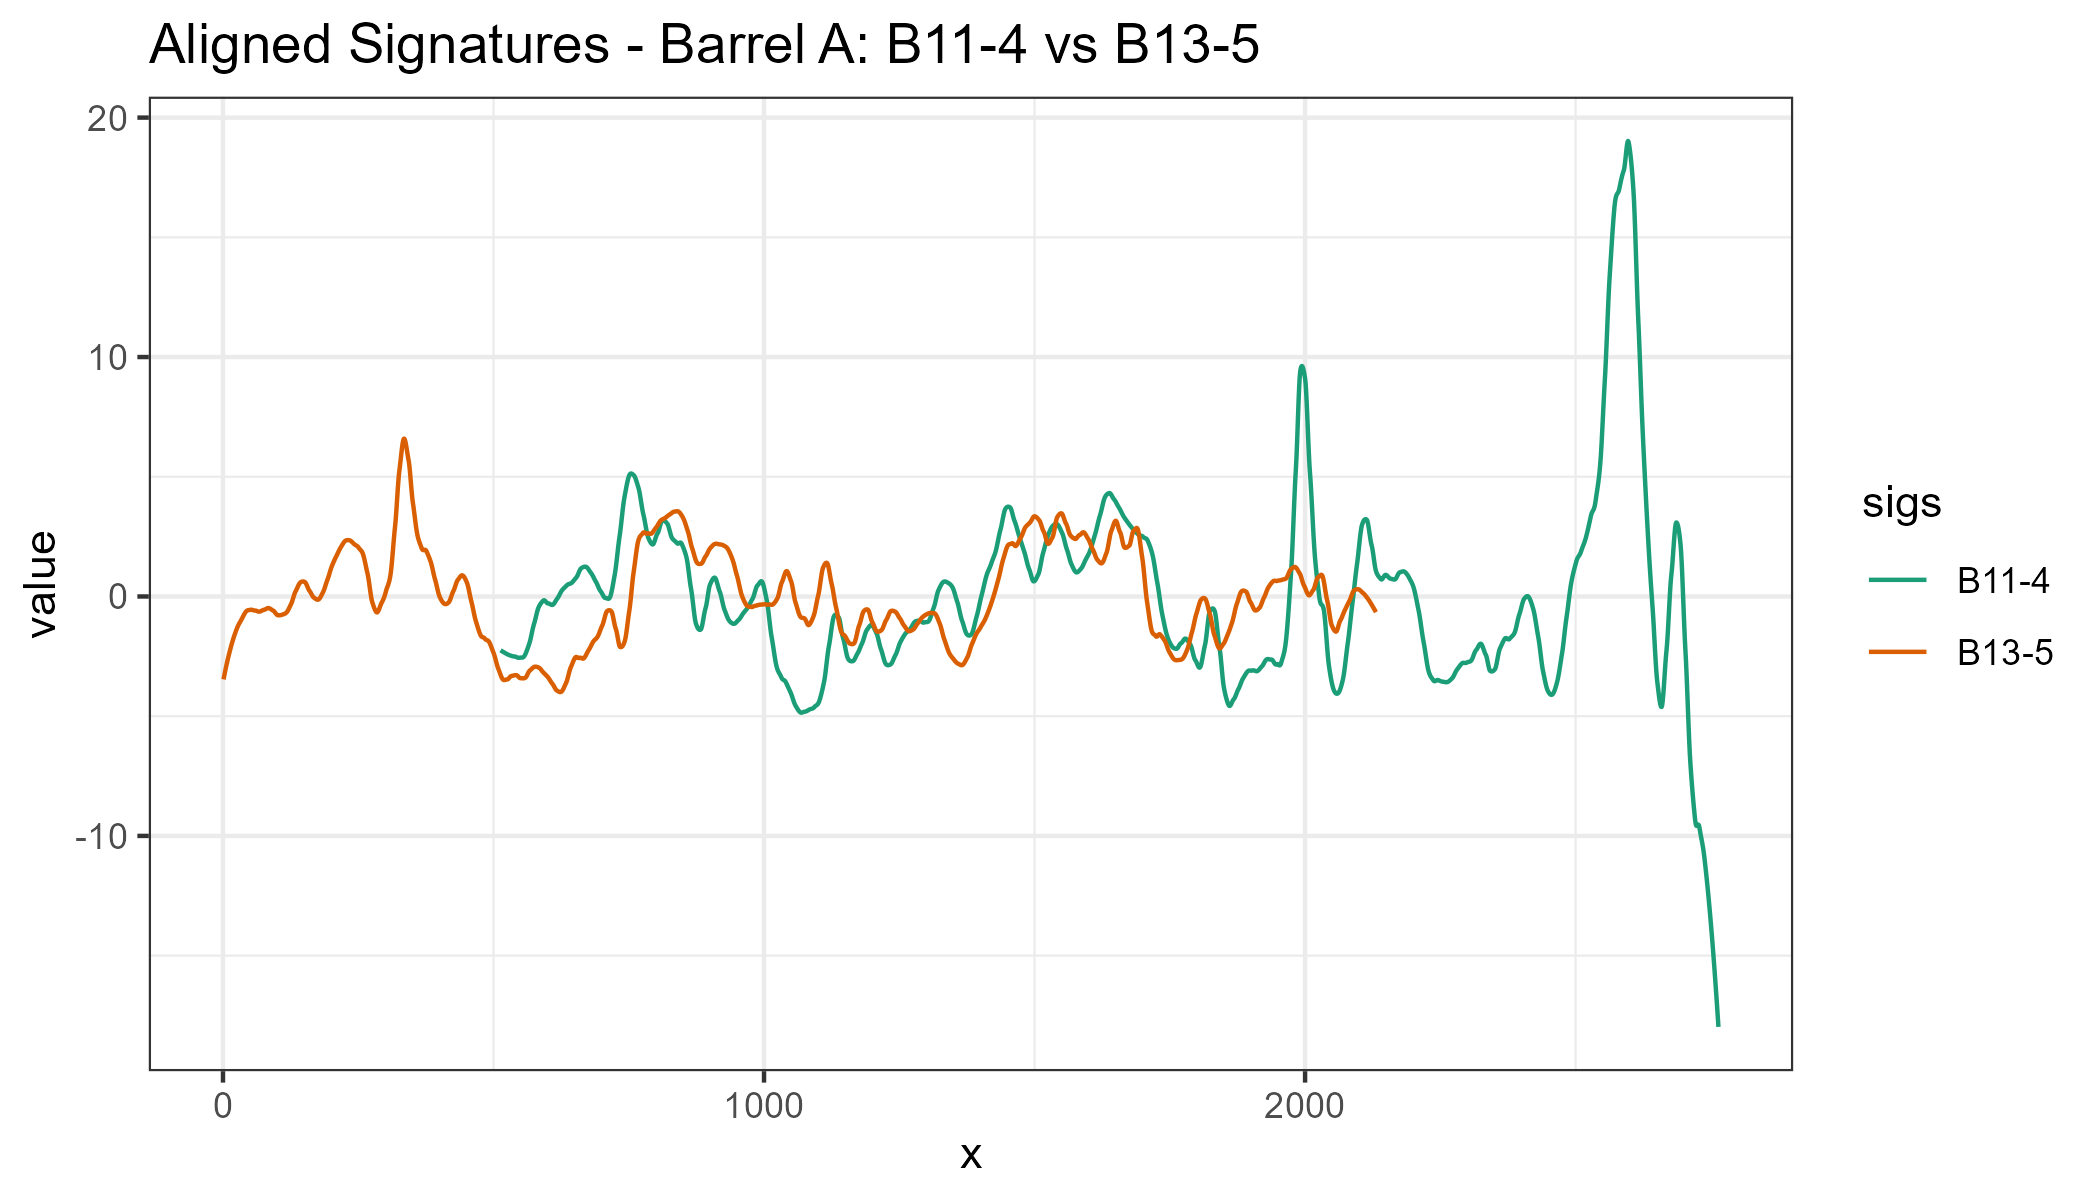 Aligned Signatures - Barrel A: B11-4 vs B13-5
20
10
0
-10
value
0 1000 2000
x
sigs
B11-4
B13-5